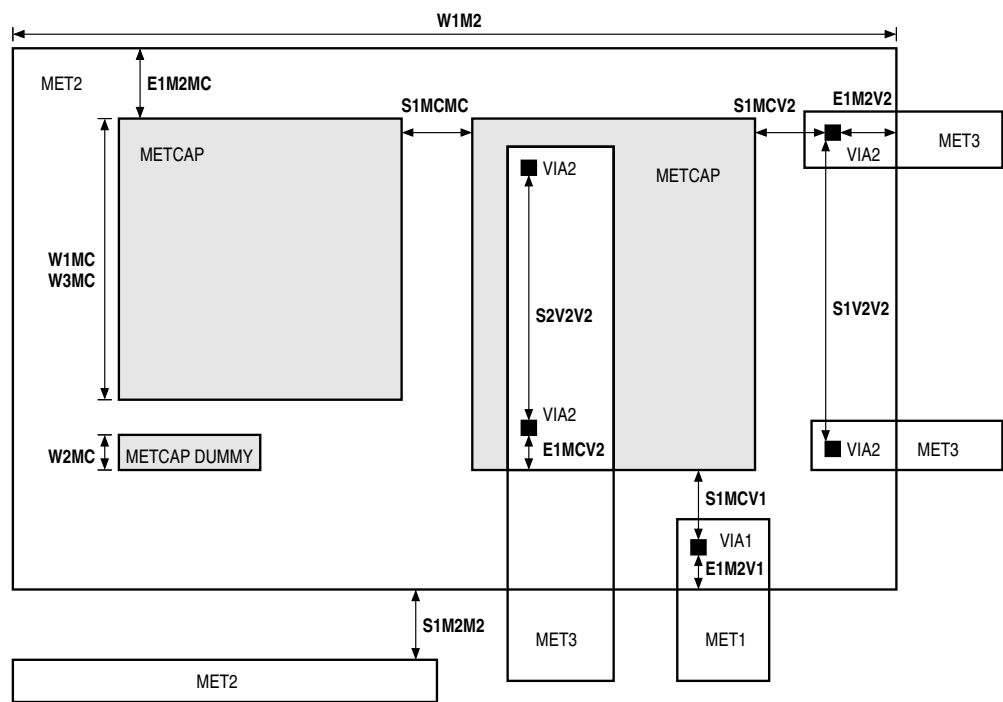 W1M2
MET2
E1M2MC
S1MCMC
S1MCV2
E1M2V2
METCAP
VIA2
METCAP
VIA2
MET3
W1MC
W3MC
S2V2V2
S1V2V2
VIA2
W2MC
METCAP DUMMY
E1MCV2
VIA2
MET3
S1MCV1
VIA1
E1M2V1
S1M2M2
MET3
MET1
MET2